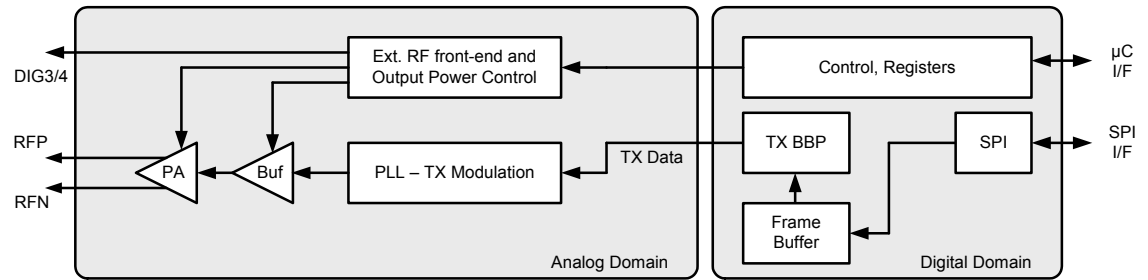 DIG3/4
Ext. RF front-end and
Output Power Control
Control, Registers
µC
I/F
RFP
RFN
PA
Buf
PLL – TX Modulation
TX Data
TX BBP
SPI
SPI
I/F
Frame
Buffer
Analog Domain
Digital Domain